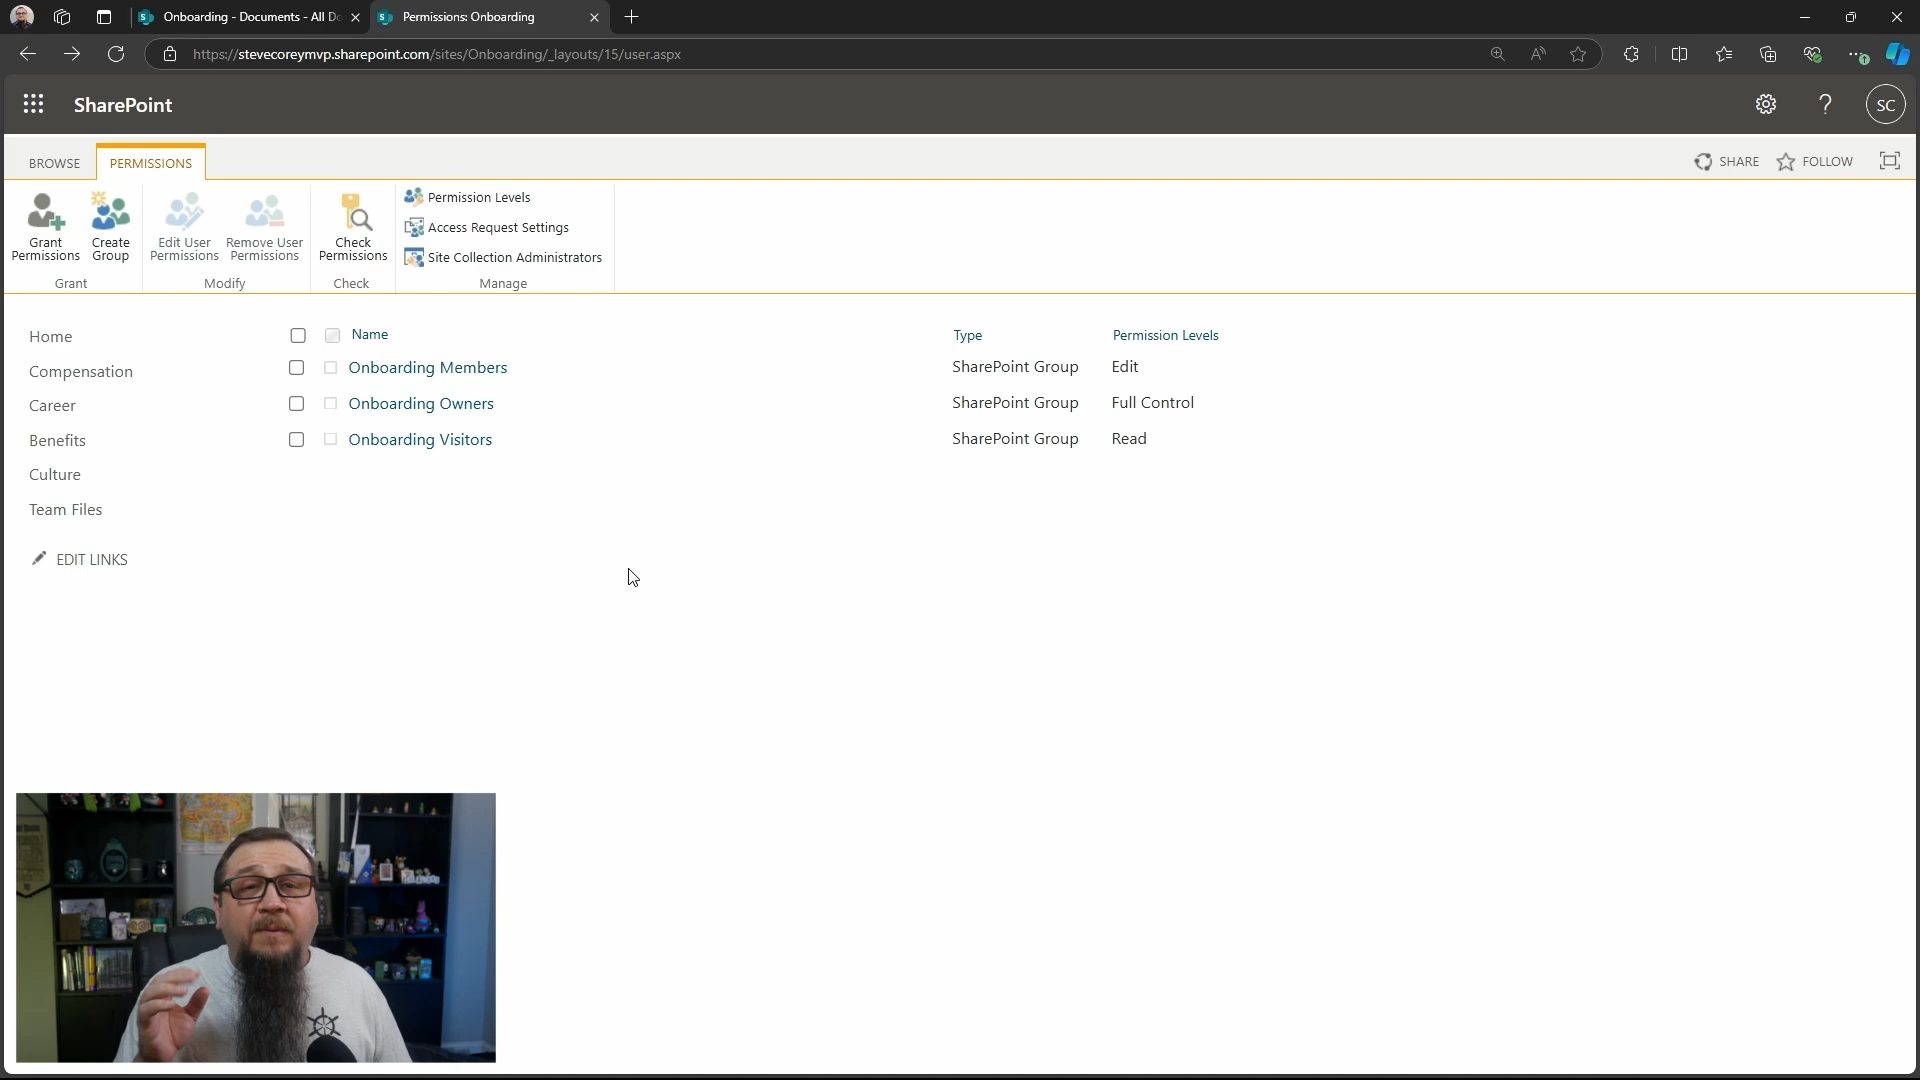 Onboarding - Documents - All Do
Permissions: Onboarding
https://stevecoreymvp.sharepoint.com/sites/Onboarding/_layouts/15/user.aspx
SharePoint
SC
BROWSE
PERMISSIONS
SHARE
FOLLOW
Grant Permissions
Create Group
Edit User Permissions
Remove User Permissions
Check Permissions
Permission Levels
Access Request Settings
Site Collection Administrators
Grant
Modify
Check
Manage
Home
Compensation
Career
Benefits
Culture
Team Files
EDIT LINKS
Name Type Permission Levels
Onboarding Members SharePoint Group Edit
Onboarding Owners SharePoint Group Full Control
Onboarding Visitors SharePoint Group Read